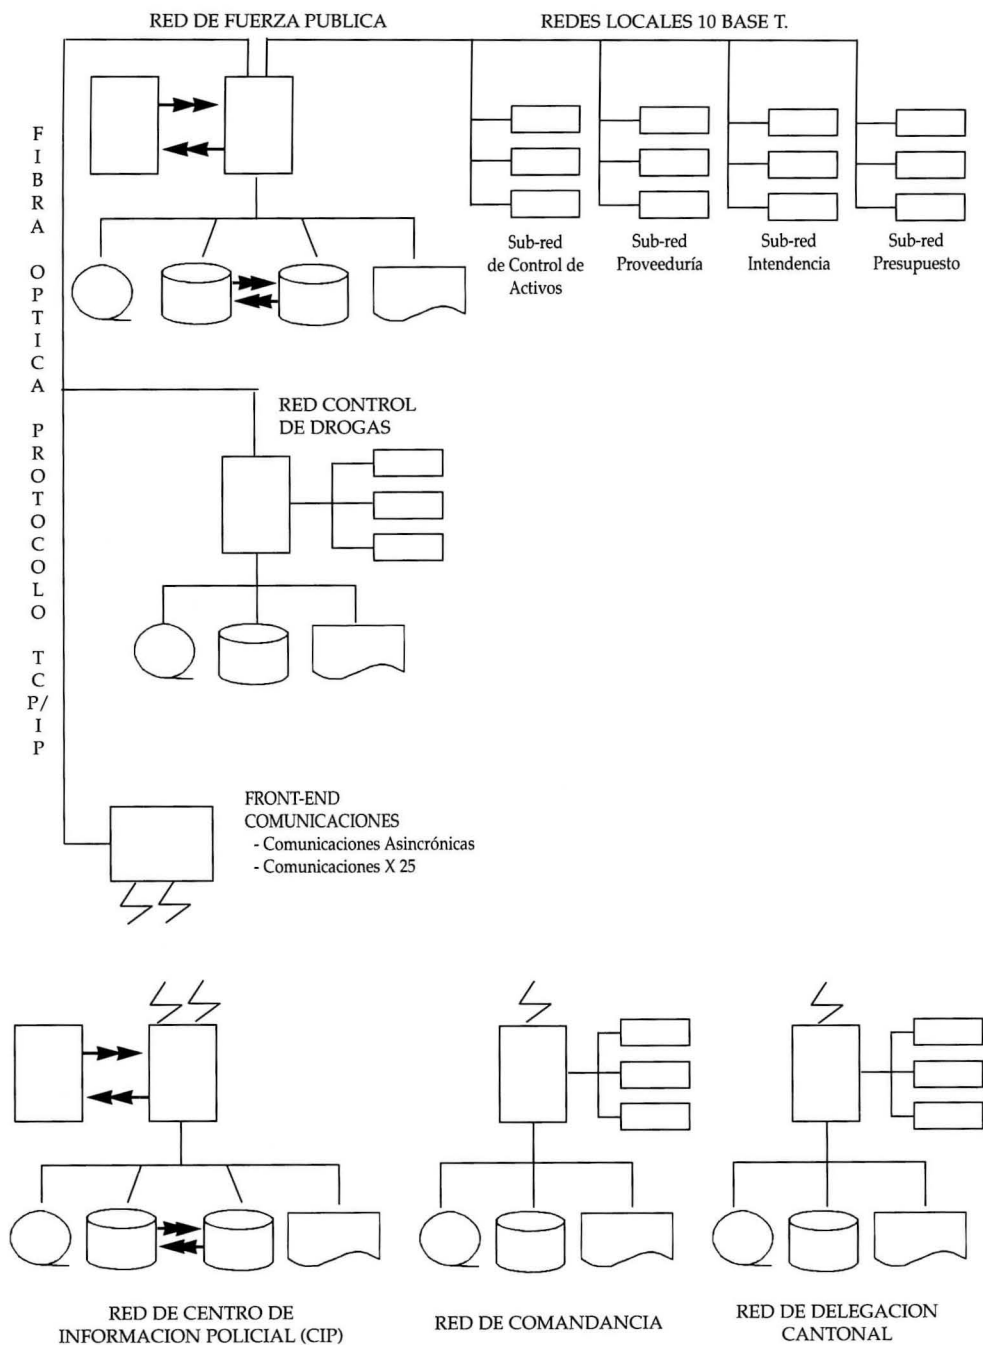 RED DE FUERZA PUBLICA
REDES LOCALES 10 BASE T.
F
I
B
R
A
O
P
T
I
C
A
P
R
O
T
O
C
O
L
O
T
C
P/
I
P
Sub-red
de Control de
Activos
Sub-red
Proveeduría
Sub-red
Intendencia
Sub-red
Presupuesto
RED CONTROL
DE DROGAS
FRONT-END
COMUNICACIONES
- Comunicaciones Asincrónicas
- Comunicaciones X 25
RED DE CENTRO DE
INFORMACION POLICIAL (CIP)
RED DE COMANDANCIA
RED DE DELEGACION
CANTONAL